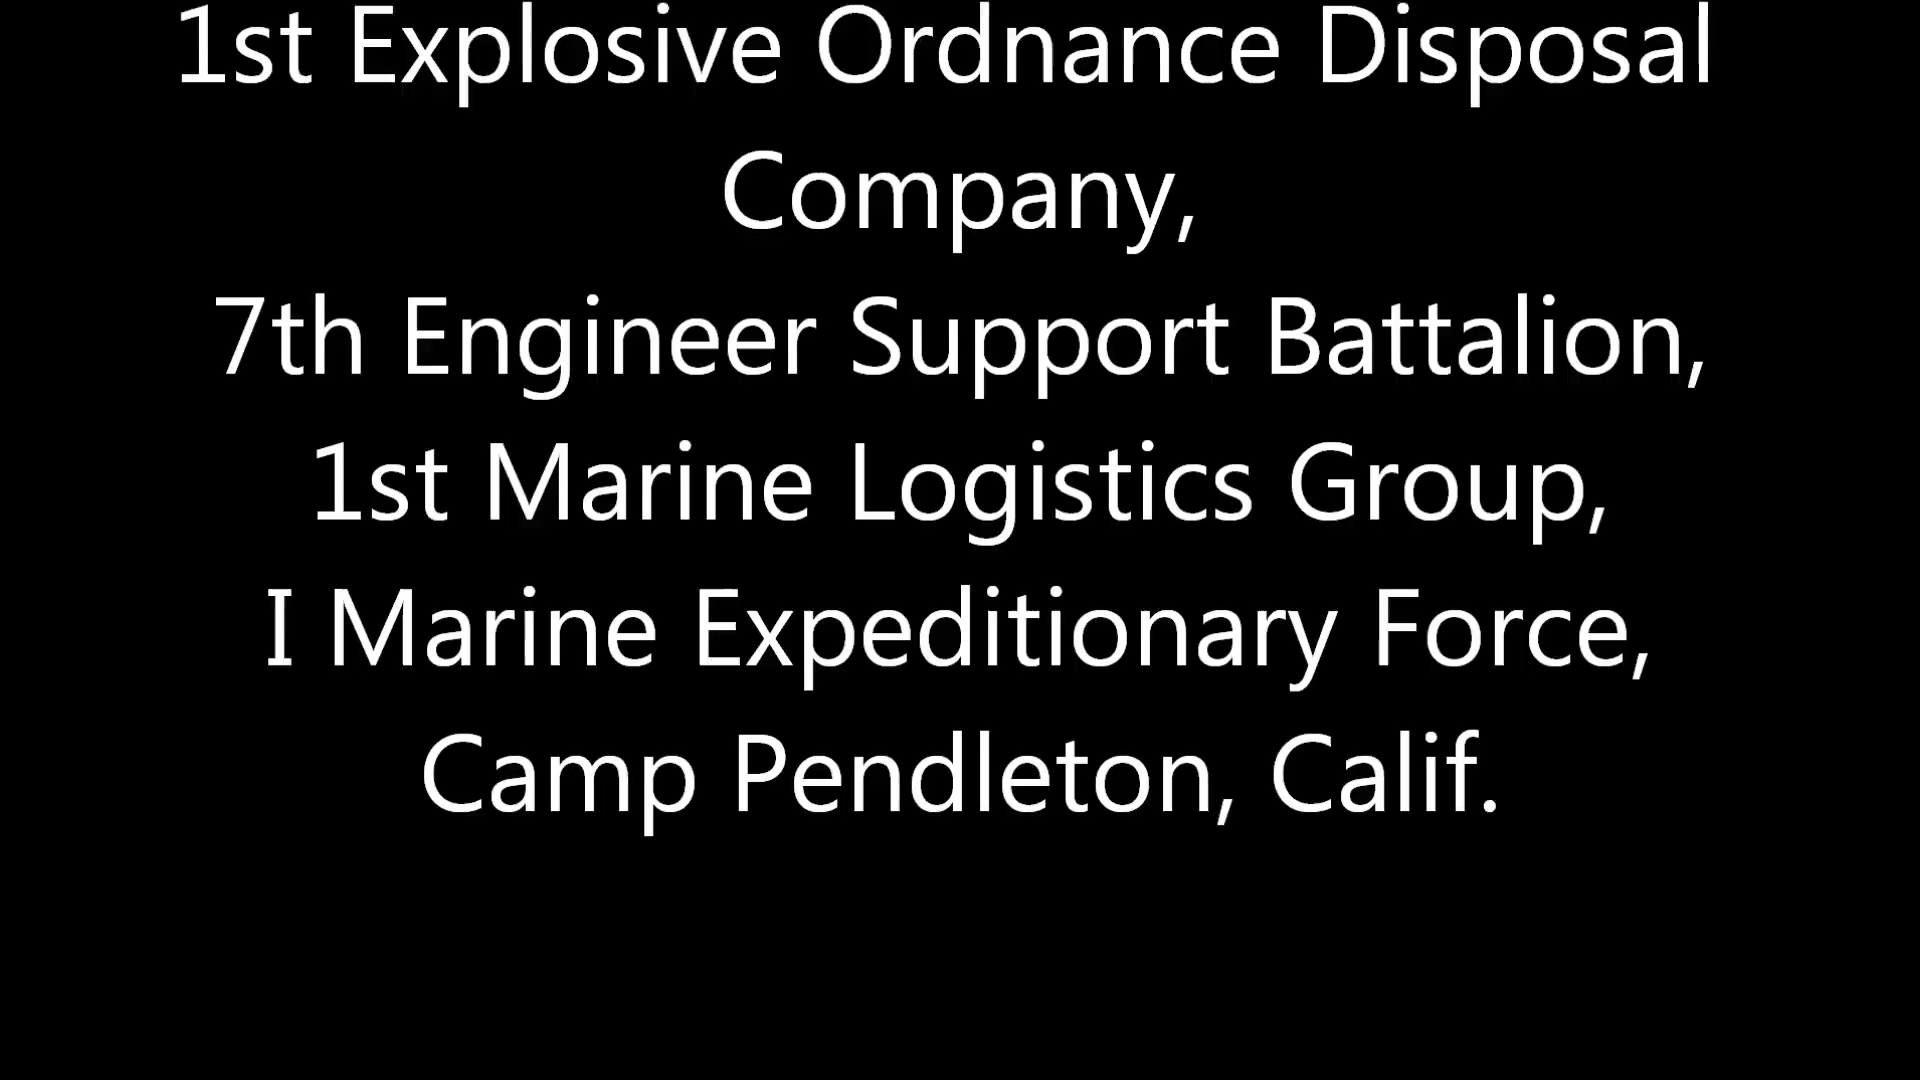 1st Explosive Ordnance Disposal
Company,
7th Engineer Support Battalion,
1st Marine Logistics Group,
I Marine Expeditionary Force,
Camp Pendleton, Calif.